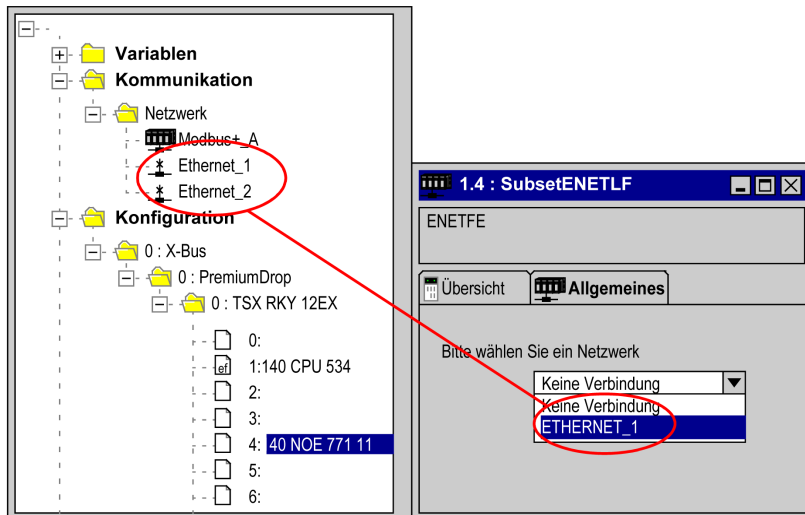 Variablen
Kommunikation
Netzwerk
Modbus+_A
Ethernet_1
Ethernet_2
Konfiguration
0 : X-Bus
0 : PremiumDrop
0 : TSX RKY 12EX
0:
ef 1:140 CPU 534
2:
3:
4: 40 NOE 771 11
5:
6:
1.4 : SubsetENETLF
ENETFE
Übersicht
Allgemeines
Bitte wählen Sie ein Netzwerk
Keine Verbindung
Keine Verbindung
ETHERNET_1